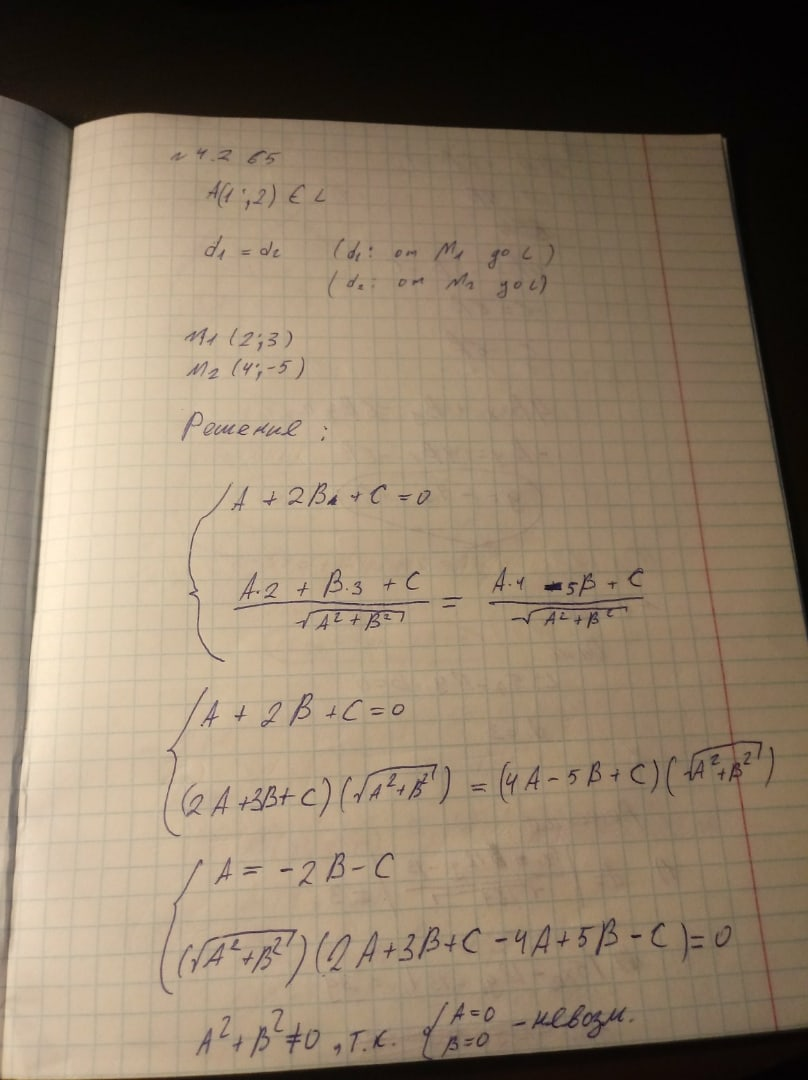 № 4.2 65
A(1;2) ∈ L
d₁ = d₂ (d₁: от M₁ до L)
(d₂: от M₂ до L)
M₁ (2;3)
M₂ (4;-5)
Решение:
{ A + 2B + C = 0
(A·2 + B·3 + C)/√(A² + B²) = (A·4 - 5B + C)/√(A² + B²)
{ A + 2B + C = 0
(2A + 3B + C)(√(A² + B²)) = (4A - 5B + C)(√(A² + B²))
{ A = -2B - C
(√(A² + B²))(2A + 3B + C - 4A + 5B - C) = 0
A² + B² ≠ 0, т.к. { A = 0 B = 0 - невозм.